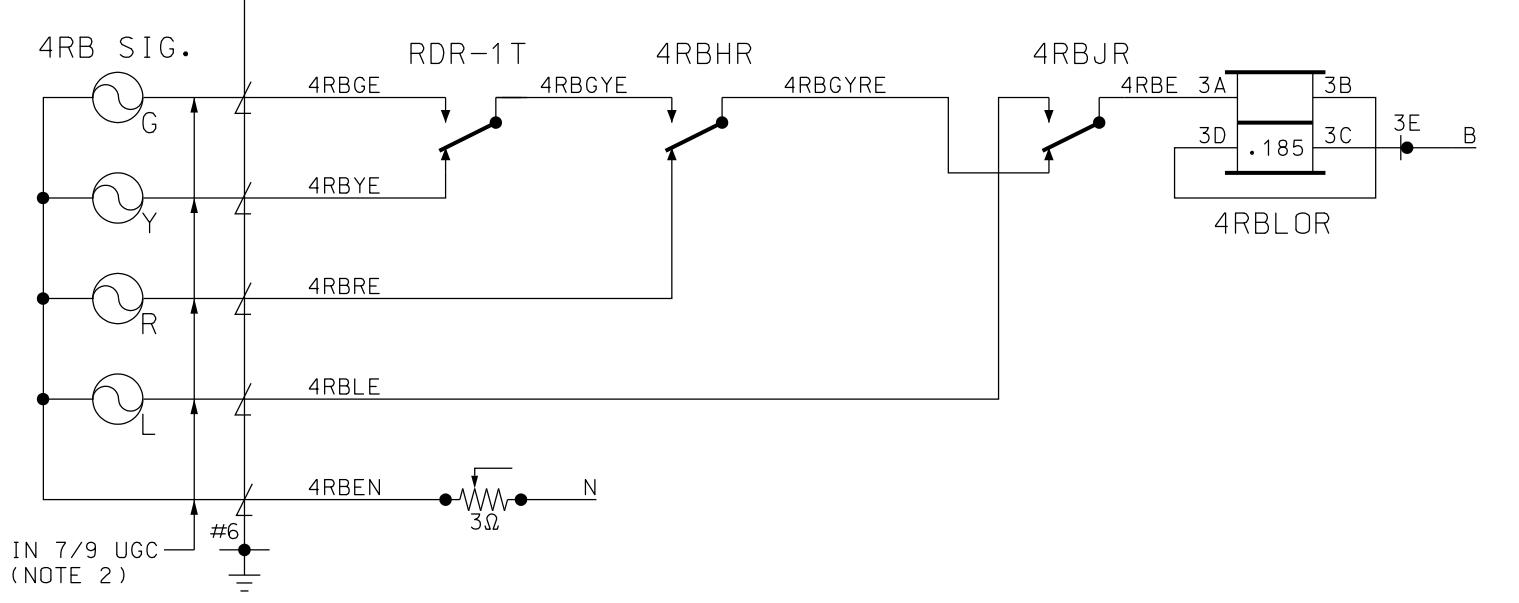 4RB SIG.
RDR-1T
4RBHR
4RBJR
4RBGE
4RBGYE
4RBGYRE
4RBE
3A
3B
G
3D
.185
3C
3E
B
4RBYE
Y
4RBLOR
4RBRE
R
4RBLE
L
4RBEN
N
3Ω
#6
IN 7/9 UGC
(NOTE 2)